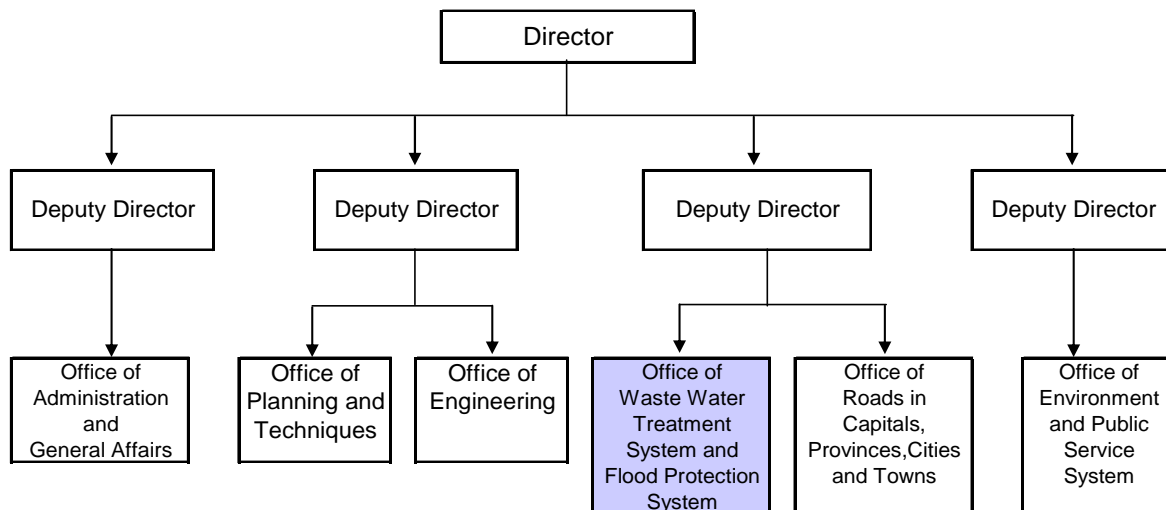 Director
Deputy Director
Deputy Director
Deputy Director
Deputy Director
Office of
Administration
and
General Affairs
Office of
Planning and
Techniques
Office of
Engineering
Office of
Waste Water
Treatment
System and
Flood Protection
System
Office of
Roads in
Capitals,
Provinces,Cities
and Towns
Office of
Environment
and Public
Service
System